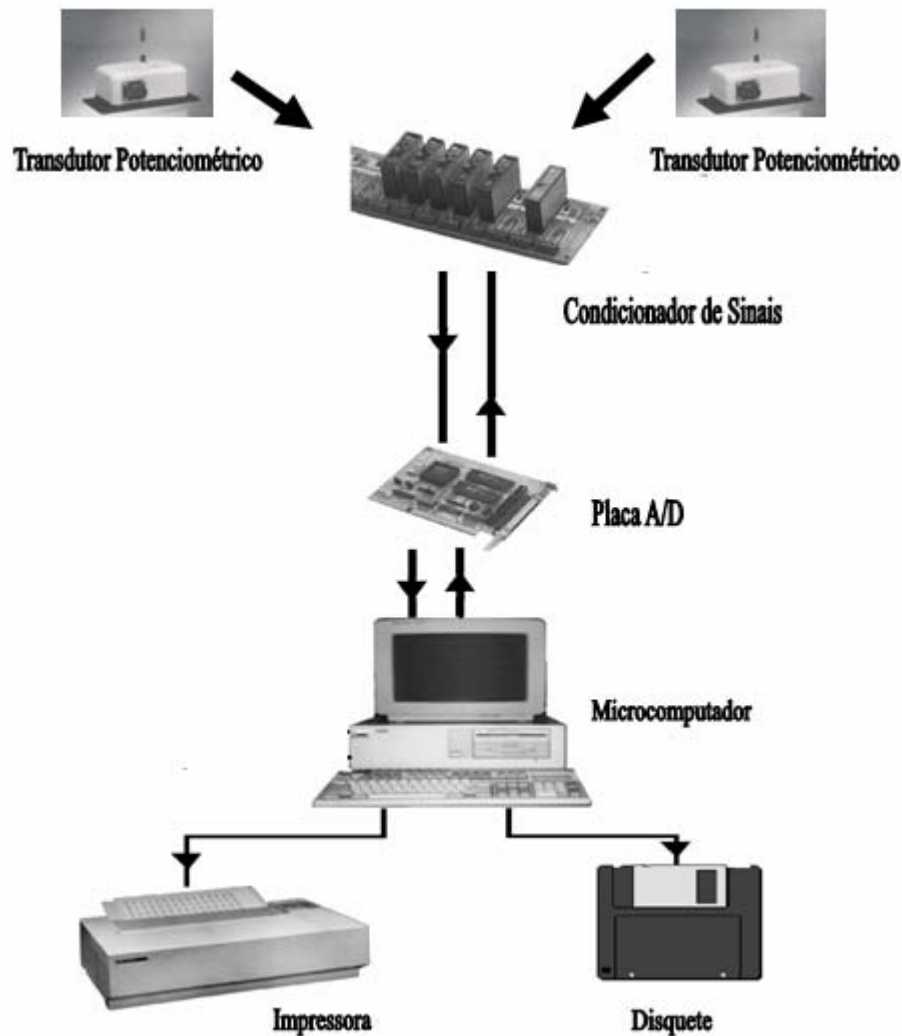 Transdutor Potenciométrico
Transdutor Potenciométrico
Condicionador de Sinais
Placa A/D
Microcomputador
Impressora
Disquete